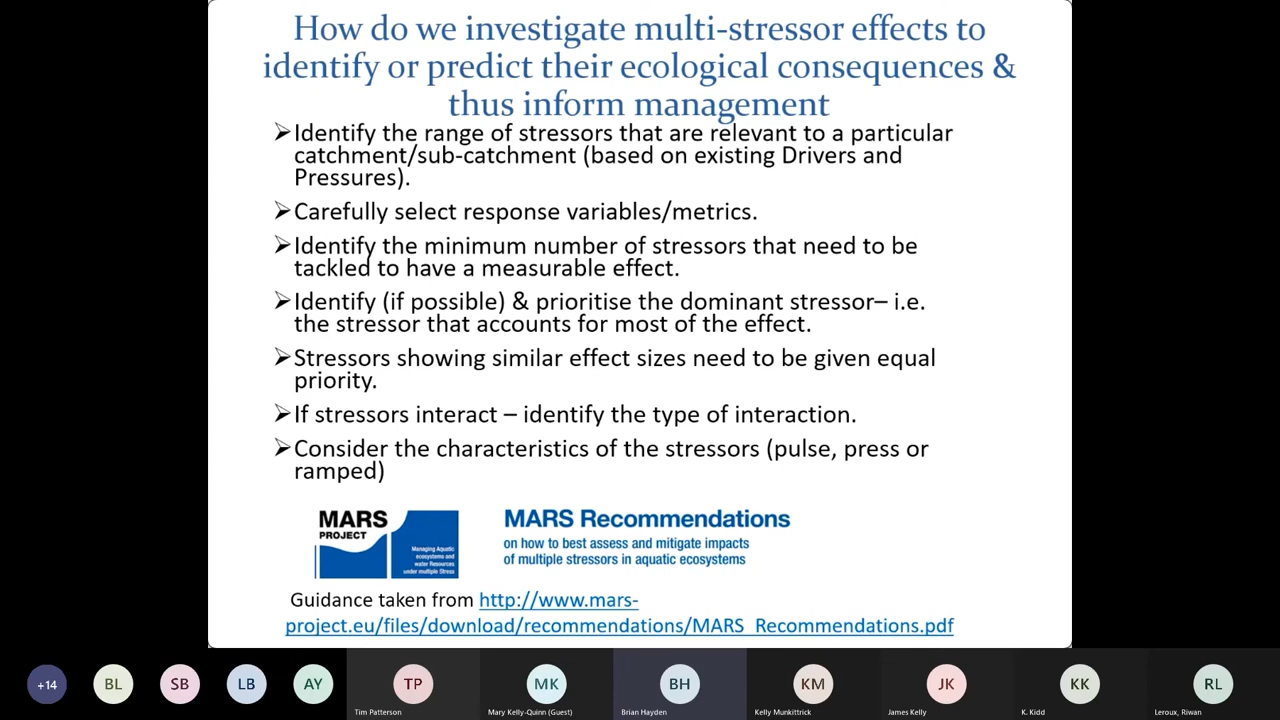 How do we investigate multi-stressor effects to
identify or predict their ecological consequences &
thus inform management
➢Identify the range of stressors that are relevant to a particular
catchment/sub-catchment (based on existing Drivers and
Pressures).
➢Carefully select response variables/metrics.
➢Identify the minimum number of stressors that need to be
tackled to have a measurable effect.
➢Identify (if possible) & prioritise the dominant stressor– i.e.
the stressor that accounts for most of the effect.
➢Stressors showing similar effect sizes need to be given equal
priority.
➢If stressors interact – identify the type of interaction.
➢Consider the characteristics of the stressors (pulse, press or
ramped)
MARS
PROJECT
Managing Aquatic
ecosystems and
water Resources
under multiple Stress
MARS Recommendations
on how to best assess and mitigate impacts
of multiple stressors in aquatic ecosystems
Guidance taken from http://www.mars-
project.eu/files/download/recommendations/MARS_Recommendations.pdf
+14
BL
SB
LB
AY
TP
Tim Patterson
MK
Mary Kelly-Quinn (Guest)
BH
Brian Hayden
KM
Kelly Munkittrick
JK
James Kelly
KK
K. Kidd
RL
Leroux, Riwan